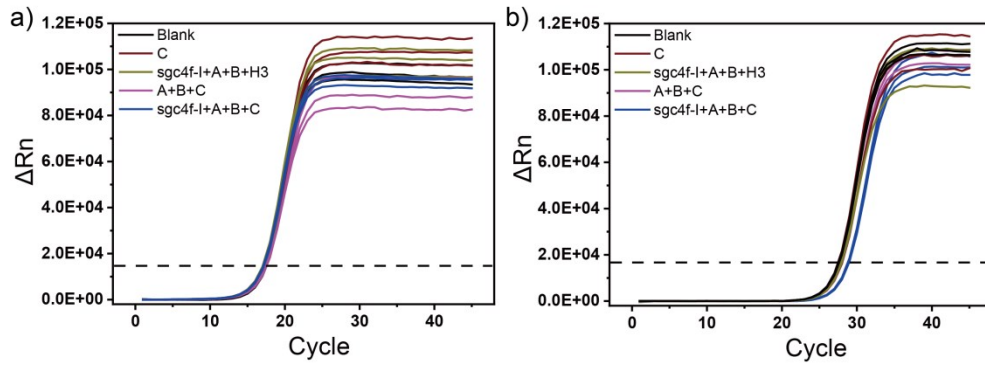 a)
1.2E+05
1.0E+05
8.0E+04
6.0E+04
4.0E+04
2.0E+04
0.0E+00
ΔRn
Blank
C
sgc4f-I+A+B+H3
A+B+C
sgc4f-I+A+B+C
0 10 20 30 40
Cycle
b)
1.2E+05
1.0E+05
8.0E+04
6.0E+04
4.0E+04
2.0E+04
0.0E+00
ΔRn
Blank
C
sgc4f-I+A+B+H3
A+B+C
sgc4f-I+A+B+C
0 10 20 30 40
Cycle